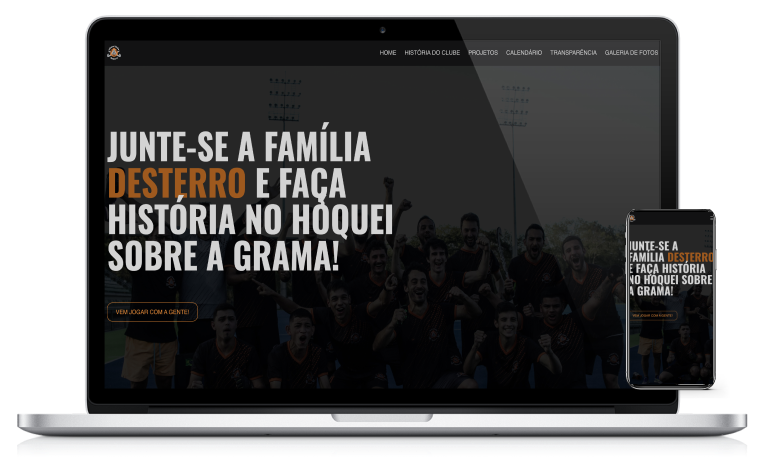 HOME HISTÓRIA DO CLUBE PROJETOS CALENDÁRIO TRANSPARÊNCIA GALERIA DE FOTOS
JUNTE-SE A FAMÍLIA
DESTERRO E FAÇA
HISTÓRIA NO HÓQUEI
SOBRE A GRAMA!
VEM JOGAR COM A GENTE!
JUNTE-SE A
FAMÍLIA DESTERRO
E FAÇA HISTÓRIA
NO HÓQUEI SOBRE
A GRAMA!
VEM JOGAR COM A GENTE!